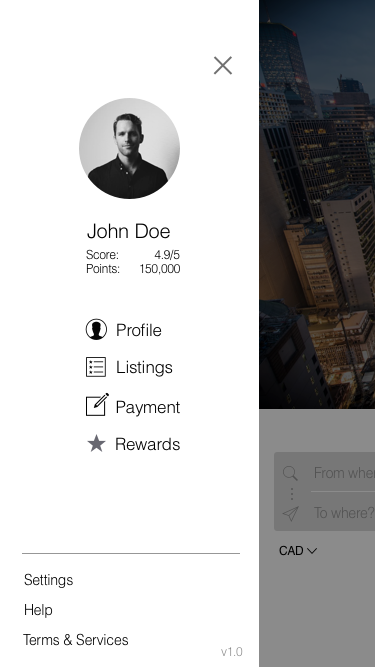 John Doe
Score: 4.9/5
Points: 150,000
Profile
Listings
Payment
Rewards
Settings
Help
Terms & Services
v1.0
From
To where?
CAD